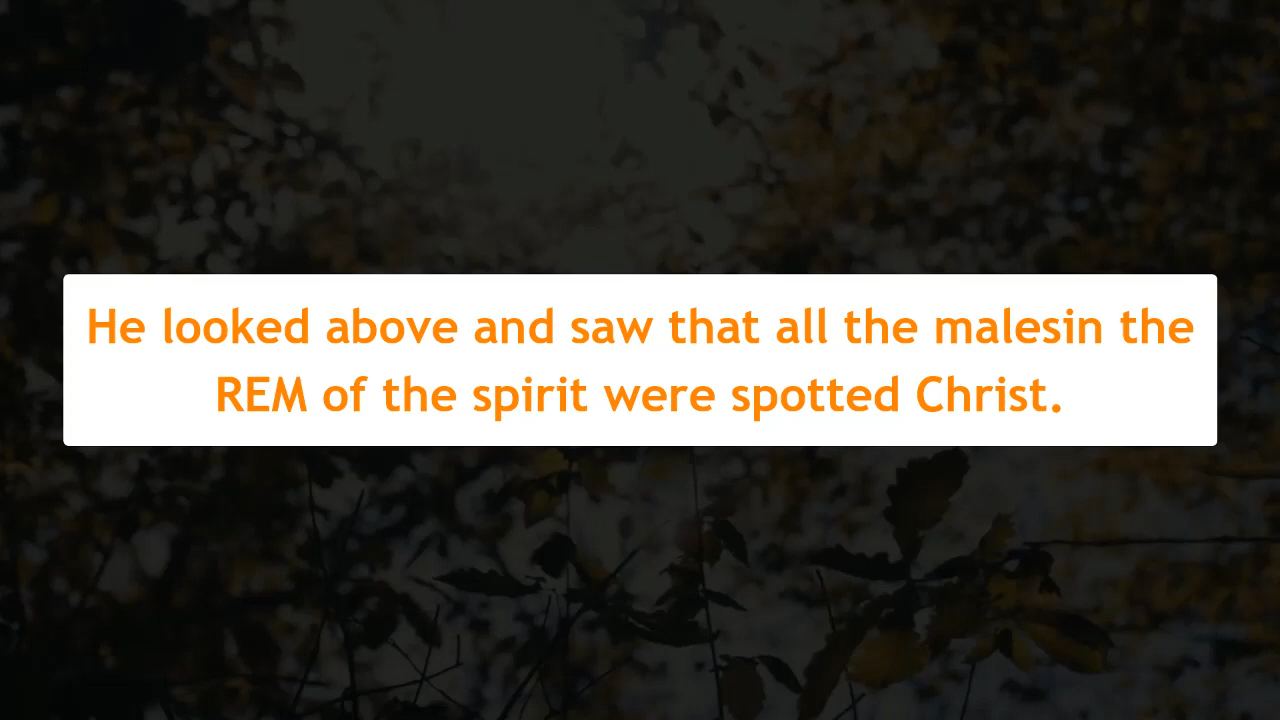 He looked above and saw that all the malesin the
REM of the spirit were spotted Christ.